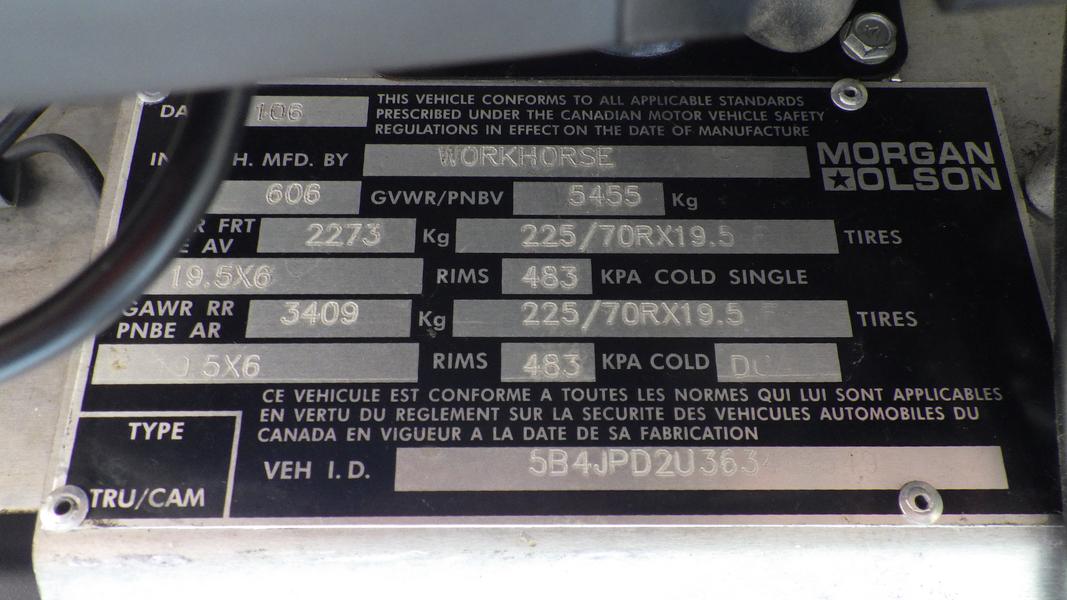 DA 106
THIS VEHICLE CONFORMS TO ALL APPLICABLE STANDARDS
PRESCRIBED UNDER THE CANADIAN MOTOR VEHICLE SAFETY
REGULATIONS IN EFFECT ON THE DATE OF MANUFACTURE
IN H. MFD. BY WORKHORSE
MORGAN
OLSON
606 GVWR/PNBV 5455 Kg
R FRT
E AV 2273 Kg 225/70RX19.5 TIRES
19.5X6 RIMS 483 KPA COLD SINGLE
GAWR RR
PNBE AR 3409 Kg 225/70RX19.5 TIRES
5X6 RIMS 483 KPA COLD DU
CE VEHICULE EST CONFORME A TOUTES LES NORMES QUI LUI SONT APPLICABLES
EN VERTU DU REGLEMENT SUR LA SECURITE DES VEHICULES AUTOMOBILES DU
CANADA EN VIGUEUR A LA DATE DE SA FABRICATION
TYPE
TRU/CAM
VEH I.D. 5B4JPD2U363